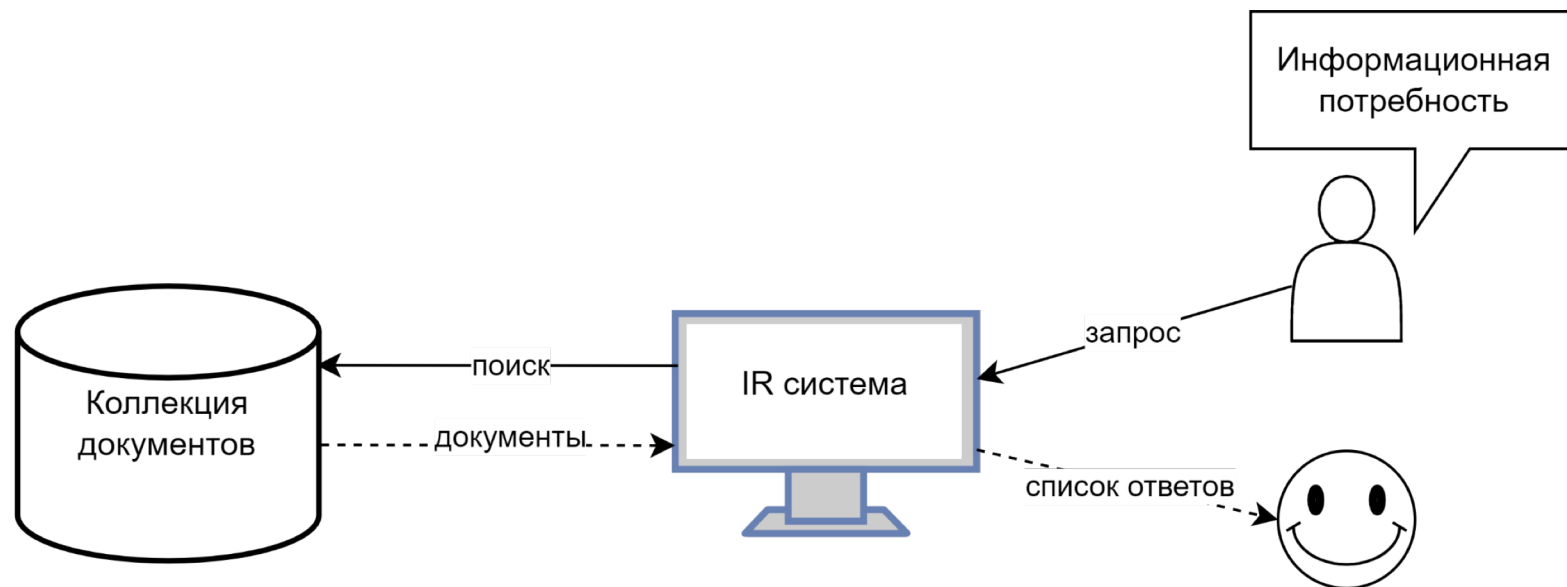 Информационная
потребность
запрос
поиск
IR система
Коллекция
документов
документы
список ответов